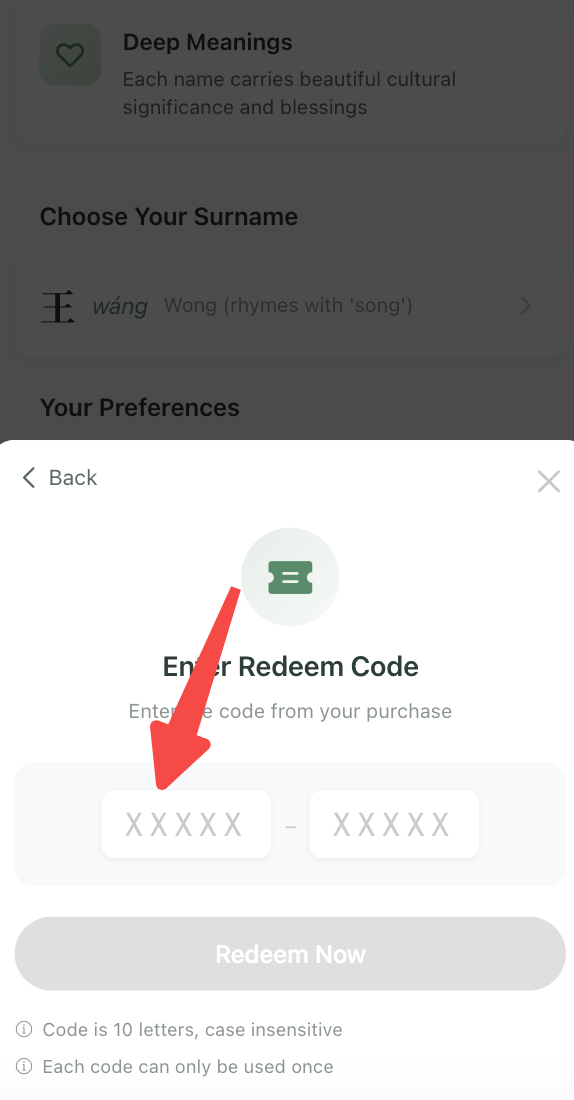 Deep Meanings
Each name carries beautiful cultural
significance and blessings
Choose Your Surname
王 wáng Wong (rhymes with 'song')
Your Preferences
Back
Enter Redeem Code
Enter code from your purchase
XXXXX - XXXXX
Redeem Now
Code is 10 letters, case insensitive
Each code can only be used once